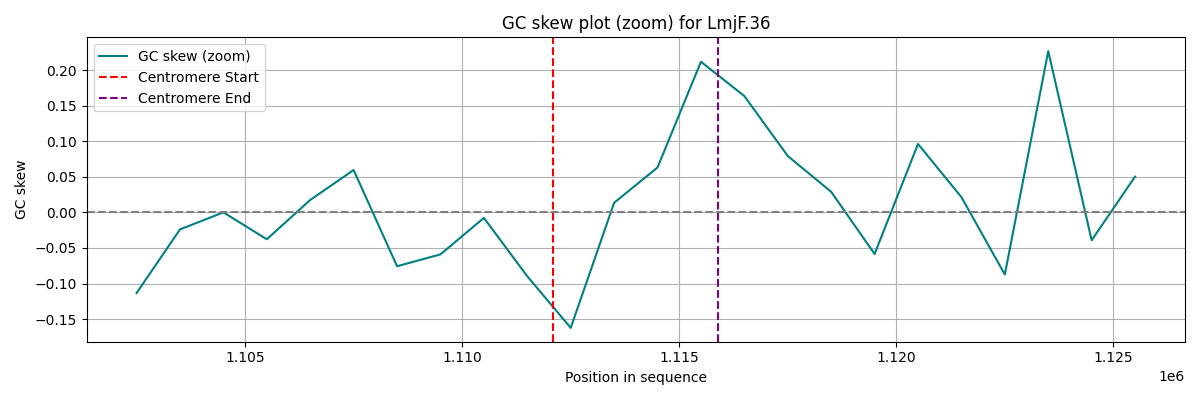 GC skew plot (zoom) for LmjF.36
GC skew (zoom)
Centromere Start
Centromere End
GC skew
0.20
0.15
0.10
0.05
0.00
−0.05
−0.10
−0.15
1.105
1.110
1.115
1.120
1.125
1e6
Position in sequence